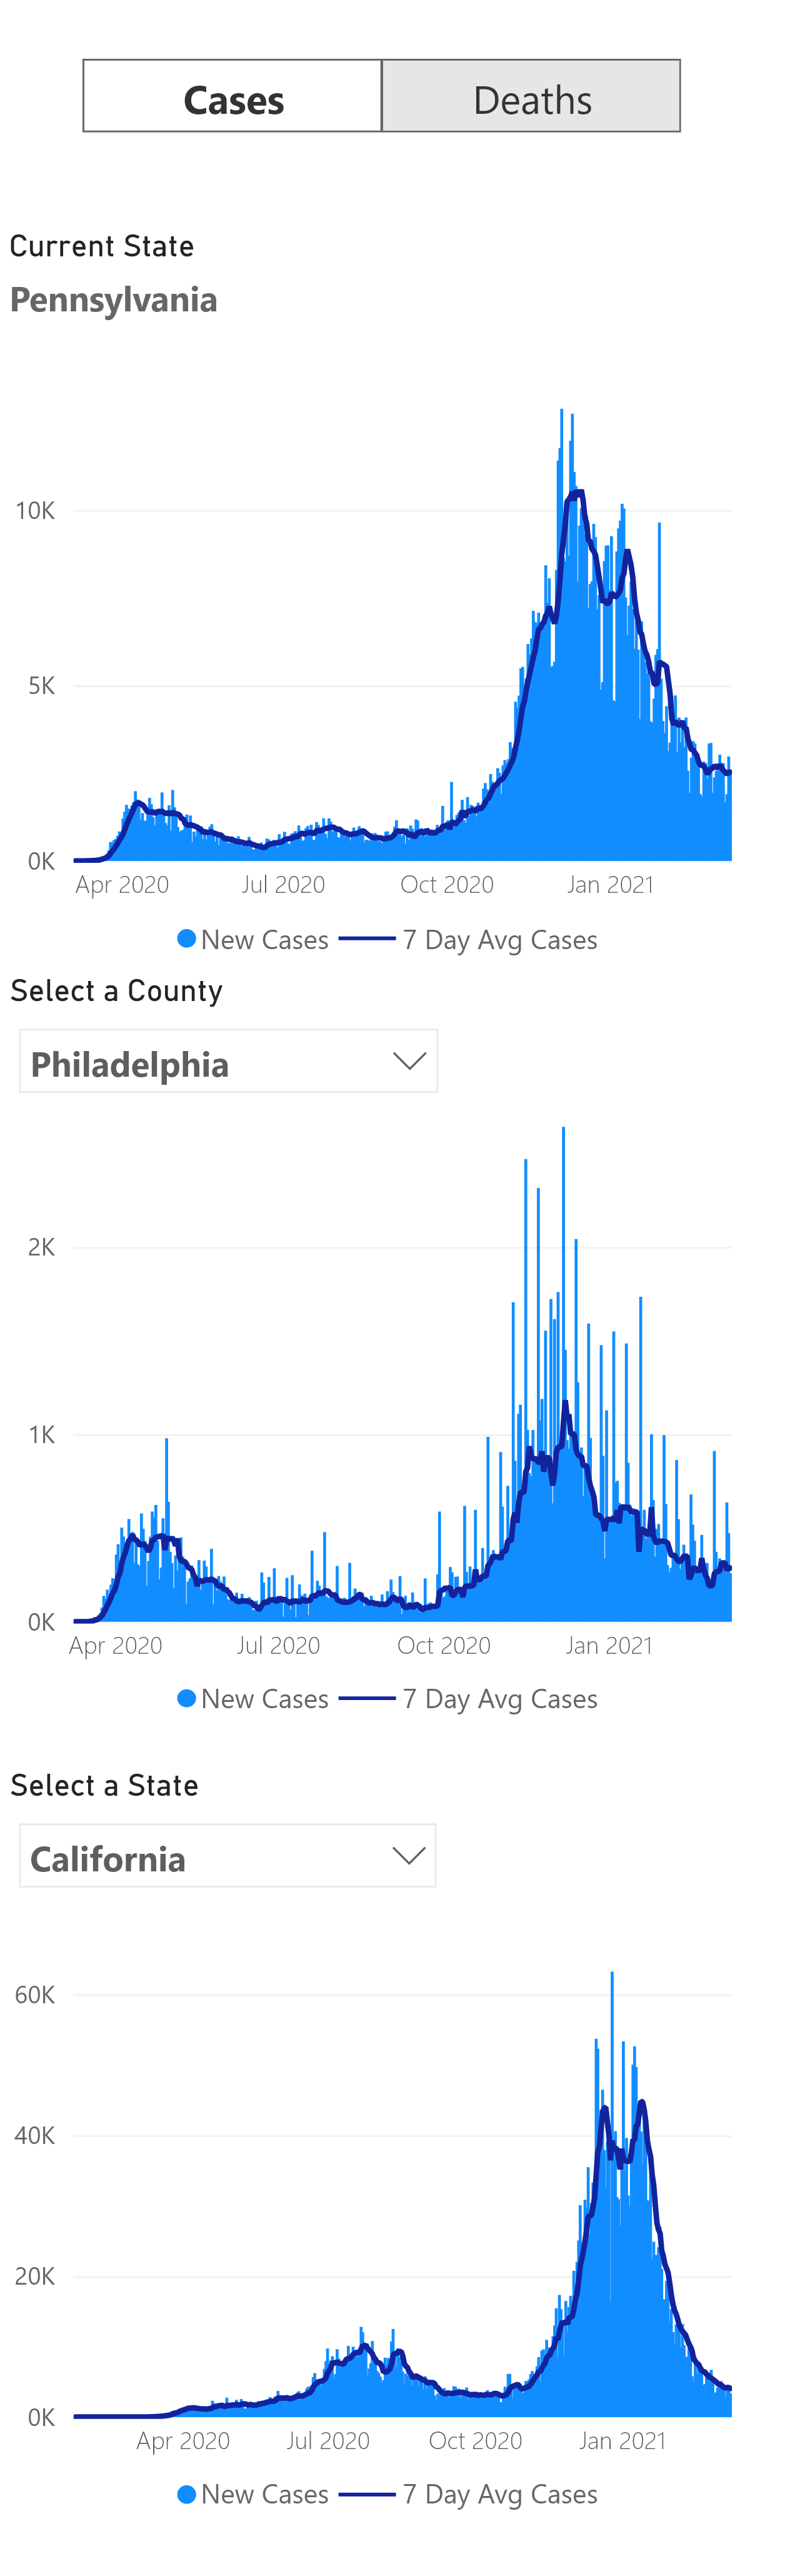 Cases Deaths
Current State
Pennsylvania
10K
5K
0K
Apr 2020 Jul 2020 Oct 2020 Jan 2021
New Cases 7 Day Avg Cases
Select a County
Philadelphia
2K
1K
0K
Apr 2020 Jul 2020 Oct 2020 Jan 2021
New Cases 7 Day Avg Cases
Select a State
California
60K
40K
20K
0K
Apr 2020 Jul 2020 Oct 2020 Jan 2021
New Cases 7 Day Avg Cases